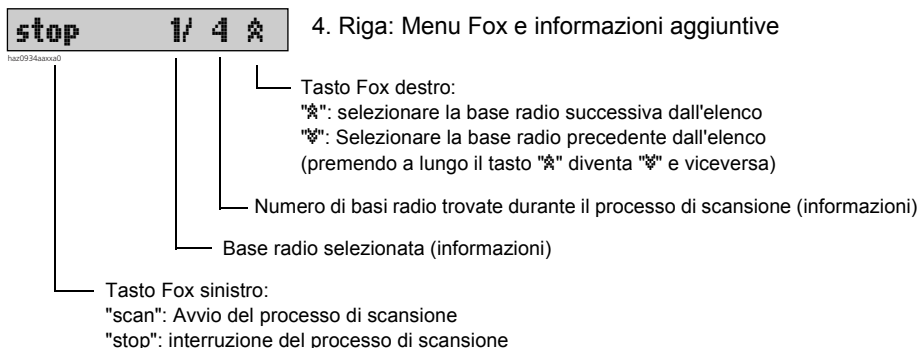 stop 1/ 4 ⯭
4. Riga: Menu Fox e informazioni aggiuntive
haz0934aaxxa0
Tasto Fox destro:
"⯭": selezionare la base radio successiva dall'elenco
"⯯": Selezionare la base radio precedente dall'elenco
(premendo a lungo il tasto "⯭" diventa "⯯" e viceversa)
Numero di basi radio trovate durante il processo di scansione (informazioni)
Base radio selezionata (informazioni)
Tasto Fox sinistro:
"scan": Avvio del processo di scansione
"stop": interruzione del processo di scansione